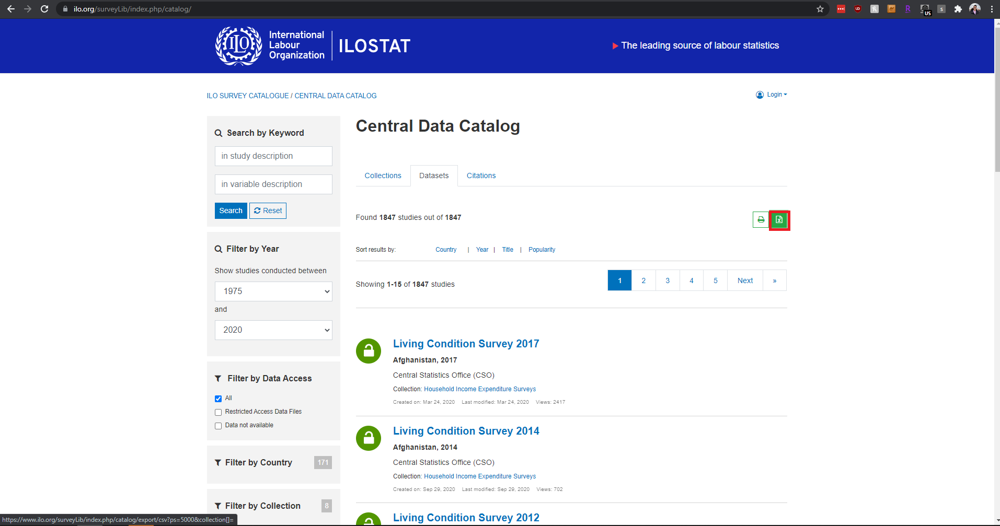 ilo.org/surveyLib/index.php/catalog/
US
ILO
International
Labour
Organization
ILOSTAT
The leading source of labour statistics
ILO SURVEY CATALOGUE / CENTRAL DATA CATALOG
Login
Search by Keyword
in study description
in variable description
Search
Reset
Filter by Year
Show studies conducted between
1975
and
2020
Filter by Data Access
All
Restricted Access Data Files
Data not available
Filter by Country
171
Filter by Collection
8
Central Data Catalog
Collections
Datasets
Citations
Found 1847 studies out of 1847
Sort results by: Country | Year | Title | Popularity
Showing 1-15 of 1847 studies
1 2 3 4 5 Next »
Living Condition Survey 2017
Afghanistan, 2017
Central Statistics Office (CSO)
Collection: Household Income Expenditure Surveys
Created on: Mar 24, 2020 Last modified: Mar 24, 2020 Views: 2417
Living Condition Survey 2014
Afghanistan, 2014
Central Statistics Office (CSO)
Collection: Household Income Expenditure Surveys
Created on: Sep 29, 2020 Last modified: Sep 29, 2020 Views: 702
Living Condition Survey 2012
https://www.ilo.org/surveyLib/index.php/catalog/export/csv?ps=5000&collection[]=